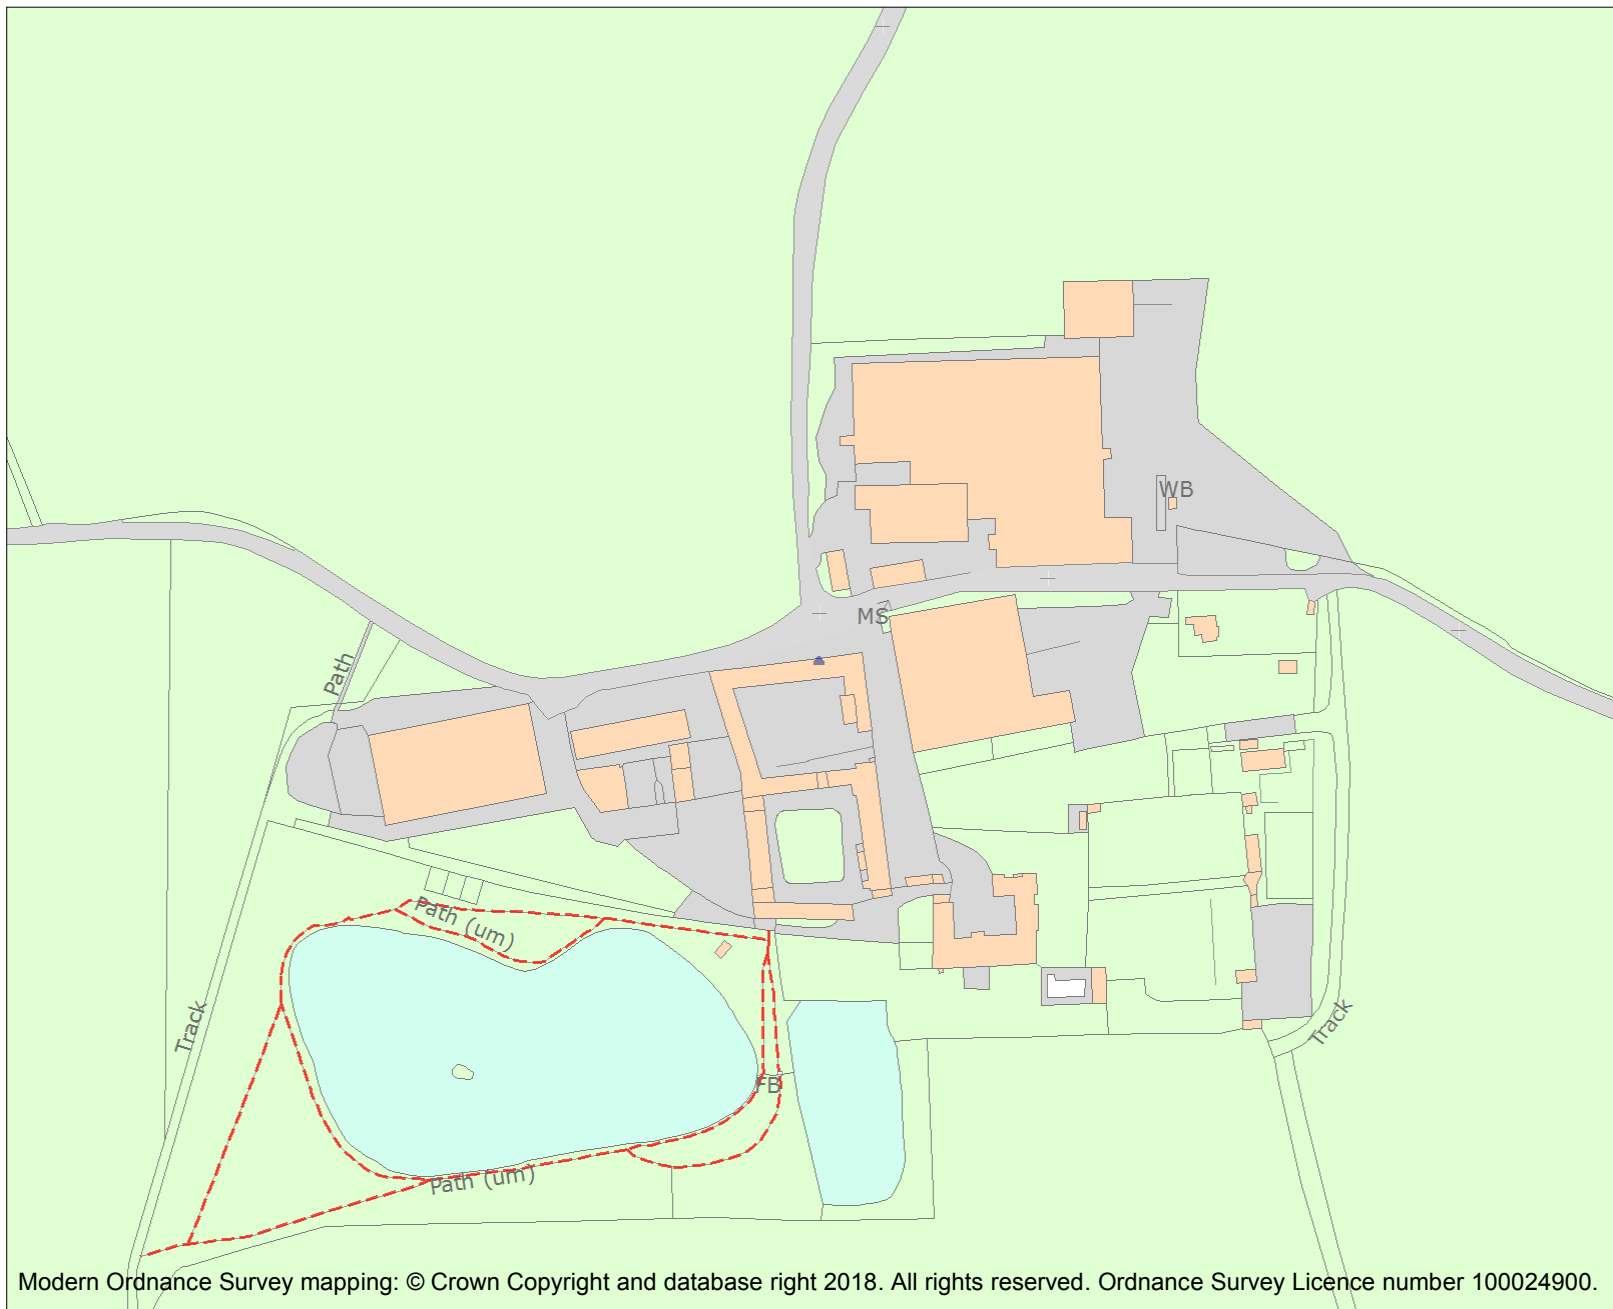 WB
MS
Path
Path (um)
Track
Track
FB
Path (um)
Modern Ordnance Survey mapping: © Crown Copyright and database right 2018. All rights reserved. Ordnance Survey Licence number 100024900.